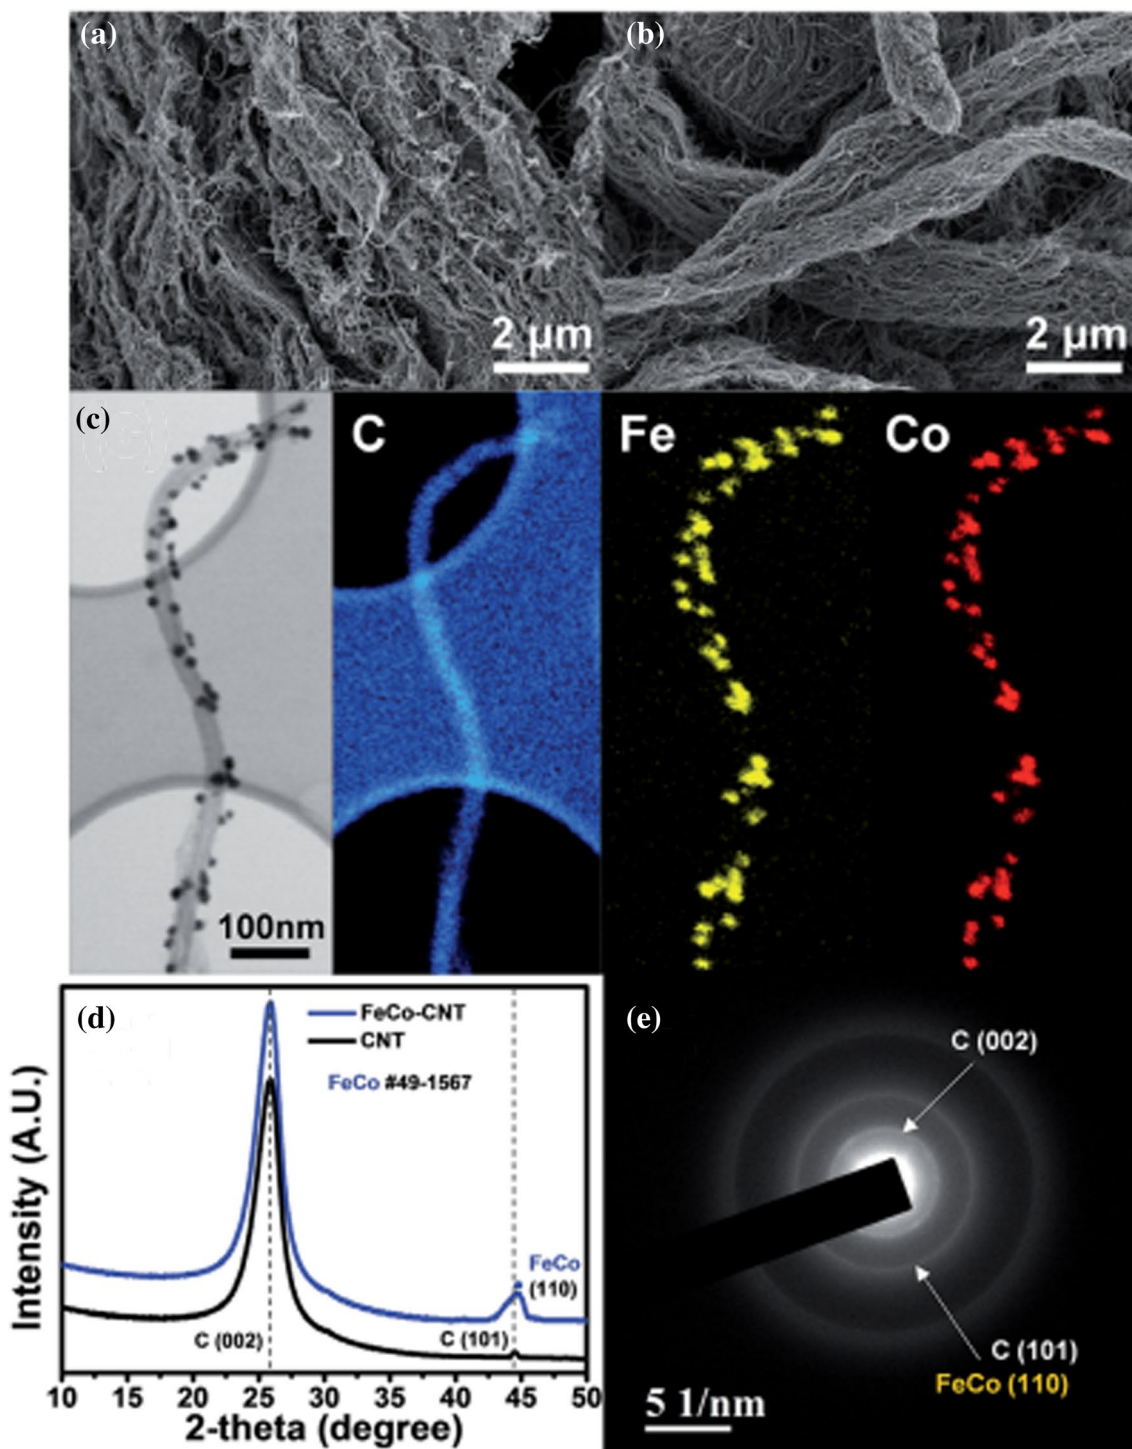 (a)
(b)
2 µm
2 µm
(c)
C
Fe
Co
100nm
(d)
FeCo-CNT
CNT
FeCo #49-1567
FeCo
(110)
C (002)
C (101)
Intensity (A.U.)
10 15 20 25 30 35 40 45 50
2-theta (degree)
(e)
C (002)
C (101)
FeCo (110)
5 1/nm